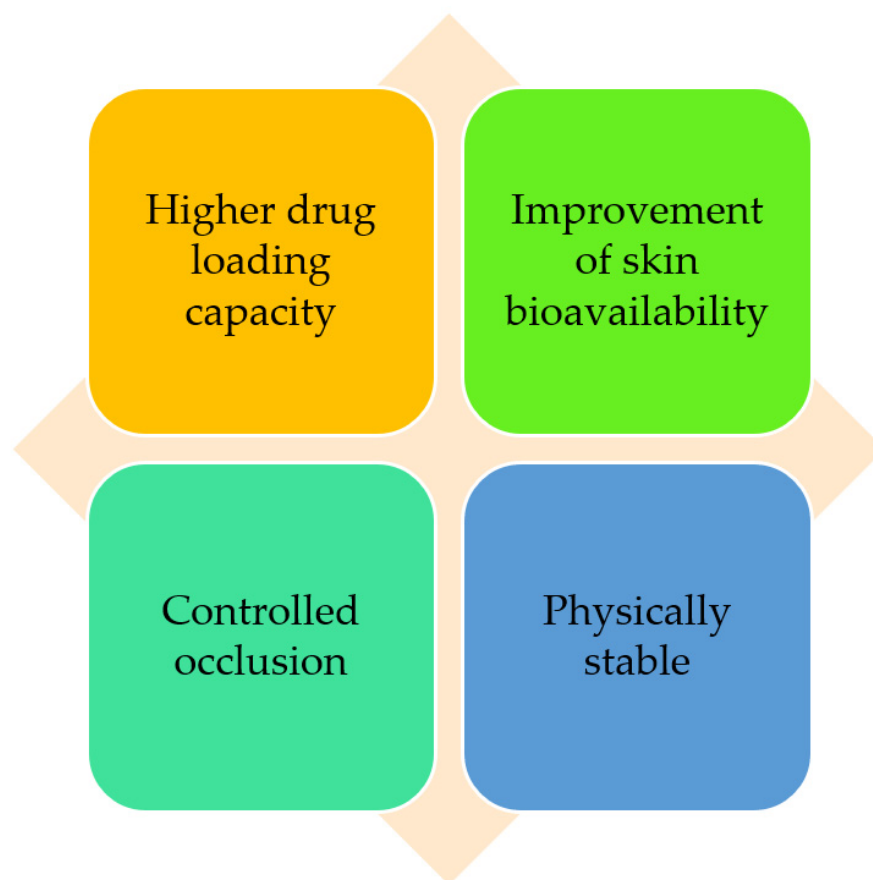 Higher drug
loading
capacity
Improvement
of skin
bioavailability
Controlled
occlusion
Physically
stable